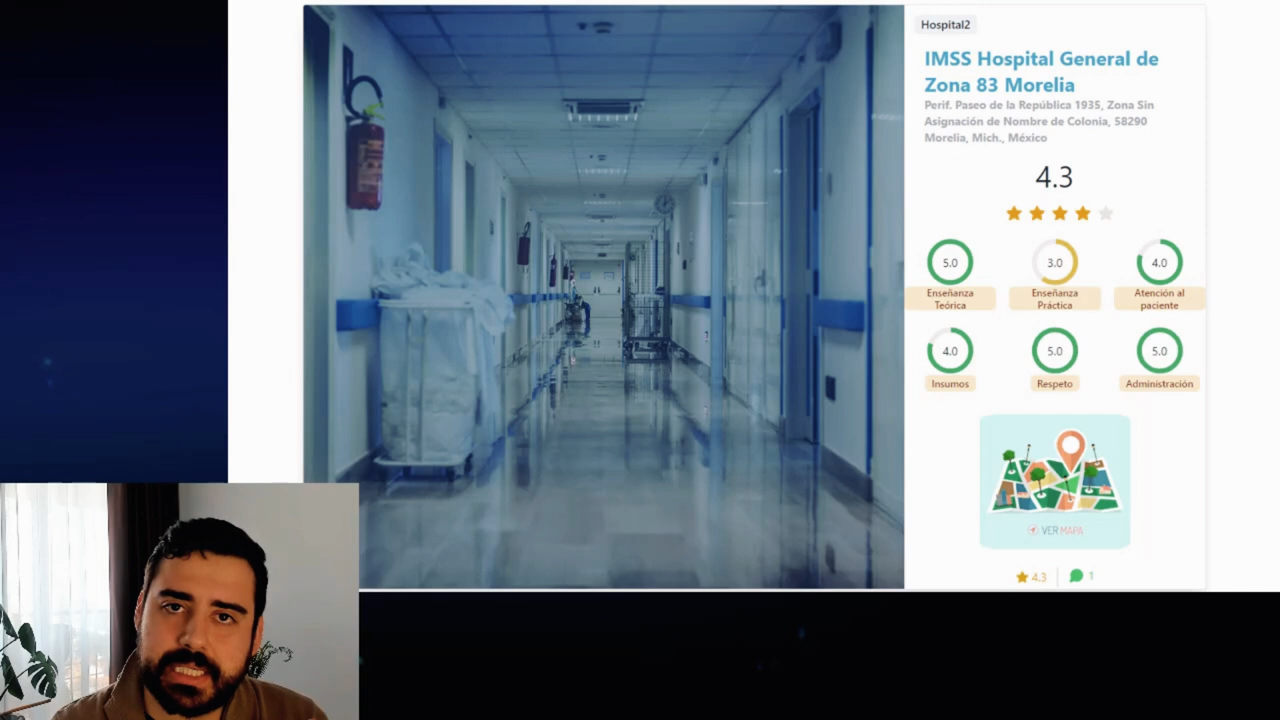 Hospital2
IMSS Hospital General de
Zona 83 Morelia
Perif. Paseo de la República 1935, Zona Sin
Asignación de Nombre de Colonia, 58290
Morelia, Mich., México
4.3
5.0
3.0
4.0
Enseñanza
Teórica
Enseñanza
Práctica
Atención al
paciente
4.0
5.0
5.0
Insumos
Respeto
Administración
VER MAPA
4.3
1